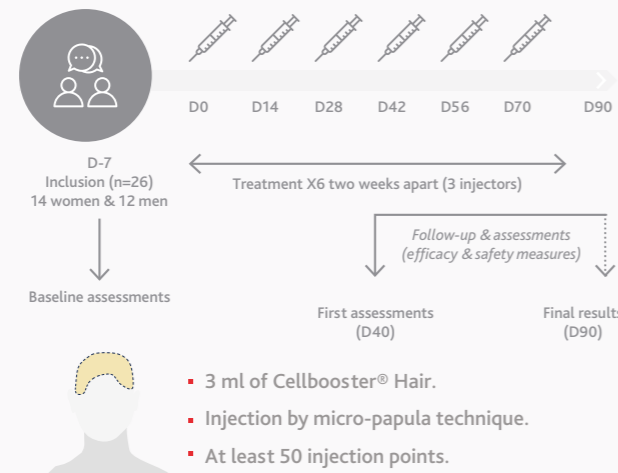 D0 D14 D28 D42 D56 D70 D90
D-7
Inclusion (n=26)
14 women & 12 men
Treatment X6 two weeks apart (3 injectors)
Follow-up & assessments
(efficacy & safety measures)
Baseline assessments
First assessments
(D40)
Final results
(D90)
3 ml of Cellbooster® Hair.
Injection by micro-papula technique.
At least 50 injection points.